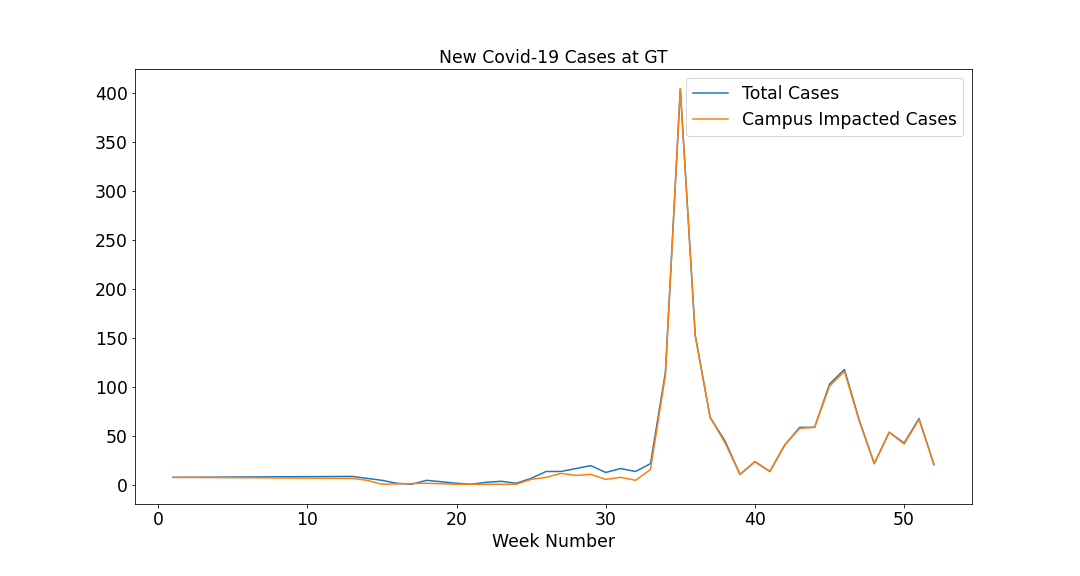 New Covid-19 Cases at GT
Total Cases
Campus Impacted Cases
400
350
300
250
200
150
100
50
0
0 10 20 30 40 50
Week Number